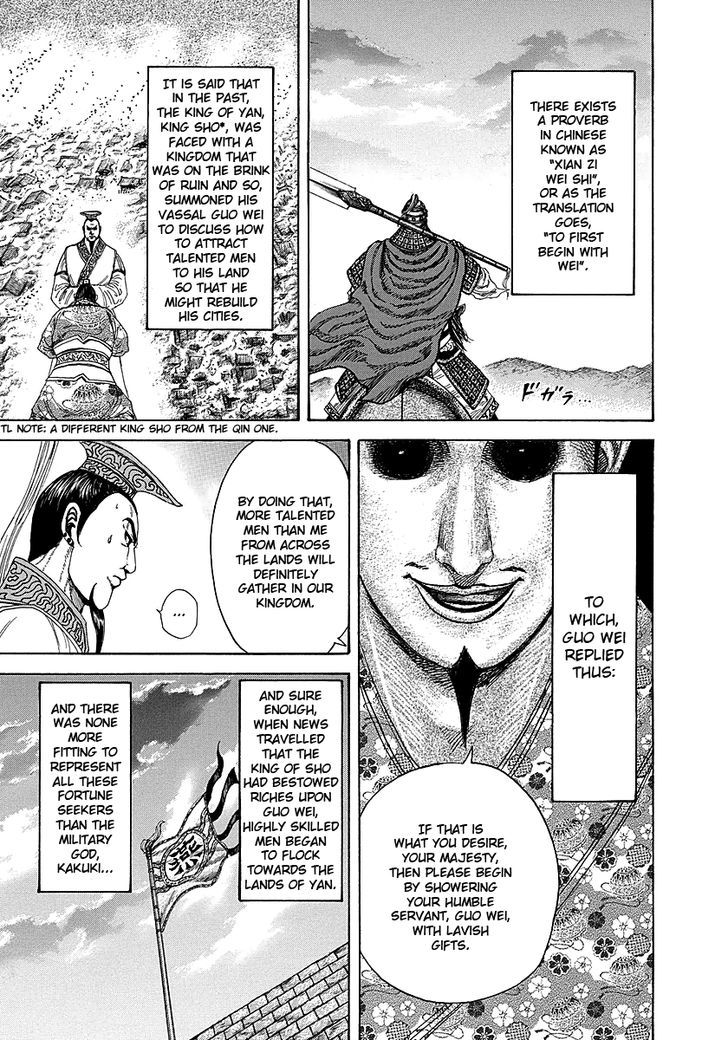 THERE EXISTS
A PROVERB
IN CHINESE
KNOWN AS
"XIAN ZI
WEI SHI",
OR AS THE
TRANSLATION
GOES,
"TO FIRST
BEGIN WITH
WEI".
ドガラ...
IT IS SAID THAT
IN THE PAST,
THE KING OF YAN,
KING SHO*, WAS
FACED WITH A
KINGDOM THAT
WAS ON THE BRINK
OF RUIN AND SO,
SUMMONED HIS
VASSAL GUO WEI
TO DISCUSS HOW
TO ATTRACT
TALENTED MEN
TO HIS LAND
SO THAT HE
MIGHT REBUILD
HIS CITIES.
TL NOTE: A DIFFERENT KING SHO FROM THE QIN ONE.
TO
WHICH,
GUO WEI
REPLIED
THUS:
IF THAT IS
WHAT YOU DESIRE,
YOUR MAJESTY,
THEN PLEASE BEGIN
BY SHOWERING
YOUR HUMBLE
SERVANT, GUO WEI,
WITH LAVISH
GIFTS.
BY DOING THAT,
MORE TALENTED
MEN THAN ME
FROM ACROSS
THE LANDS WILL
DEFINITELY
GATHER IN OUR
KINGDOM.
...
AND SURE
ENOUGH,
WHEN NEWS
TRAVELLED
THAT THE
KING OF SHO
HAD BESTOWED
RICHES UPON
GUO WEI,
HIGHLY SKILLED
MEN BEGAN
TO FLOCK
TOWARDS THE
LANDS OF YAN.
AND THERE
WAS NONE
MORE
FITTING TO
REPRESENT
ALL THESE
FORTUNE
SEEKERS
THAN THE
MILITARY
GOD,
KAKUKI...